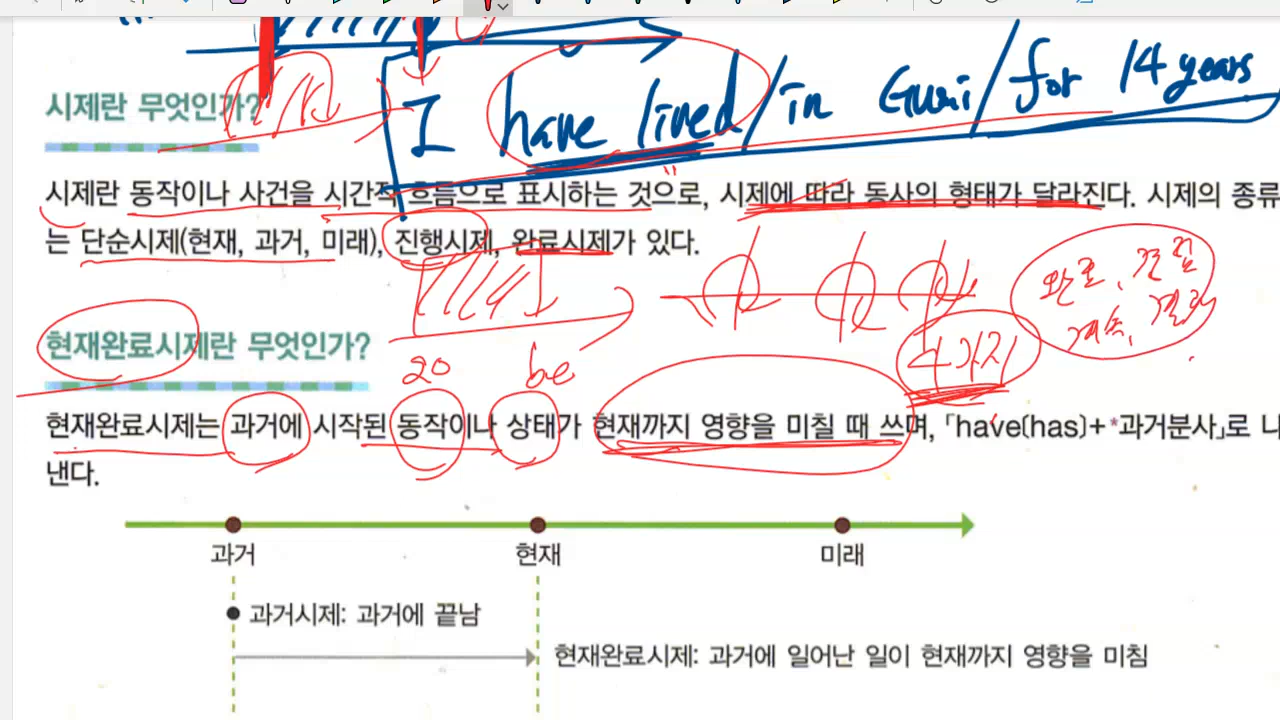 I have lived / in Guri / for 14 years
시제란 무엇인가?
시제란 동작이나 사건을 시간적 흐름으로 표시하는 것으로, 시제에 따라 동사의 형태가 달라진다. 시제의 종류
는 단순시제(현재, 과거, 미래), 진행시제, 완료시제가 있다.
완료, 경험
계속, 결과
현재완료시제란 무엇인가?
4가지
be
현재완료시제는 과거에 시작된 동작이나 상태가 현재까지 영향을 미칠 때 쓰며, 「have(has)+*과거분사」로 나
낸다.
과거 현재 미래
● 과거시제: 과거에 끝남
현재완료시제: 과거에 일어난 일이 현재까지 영향을 미침